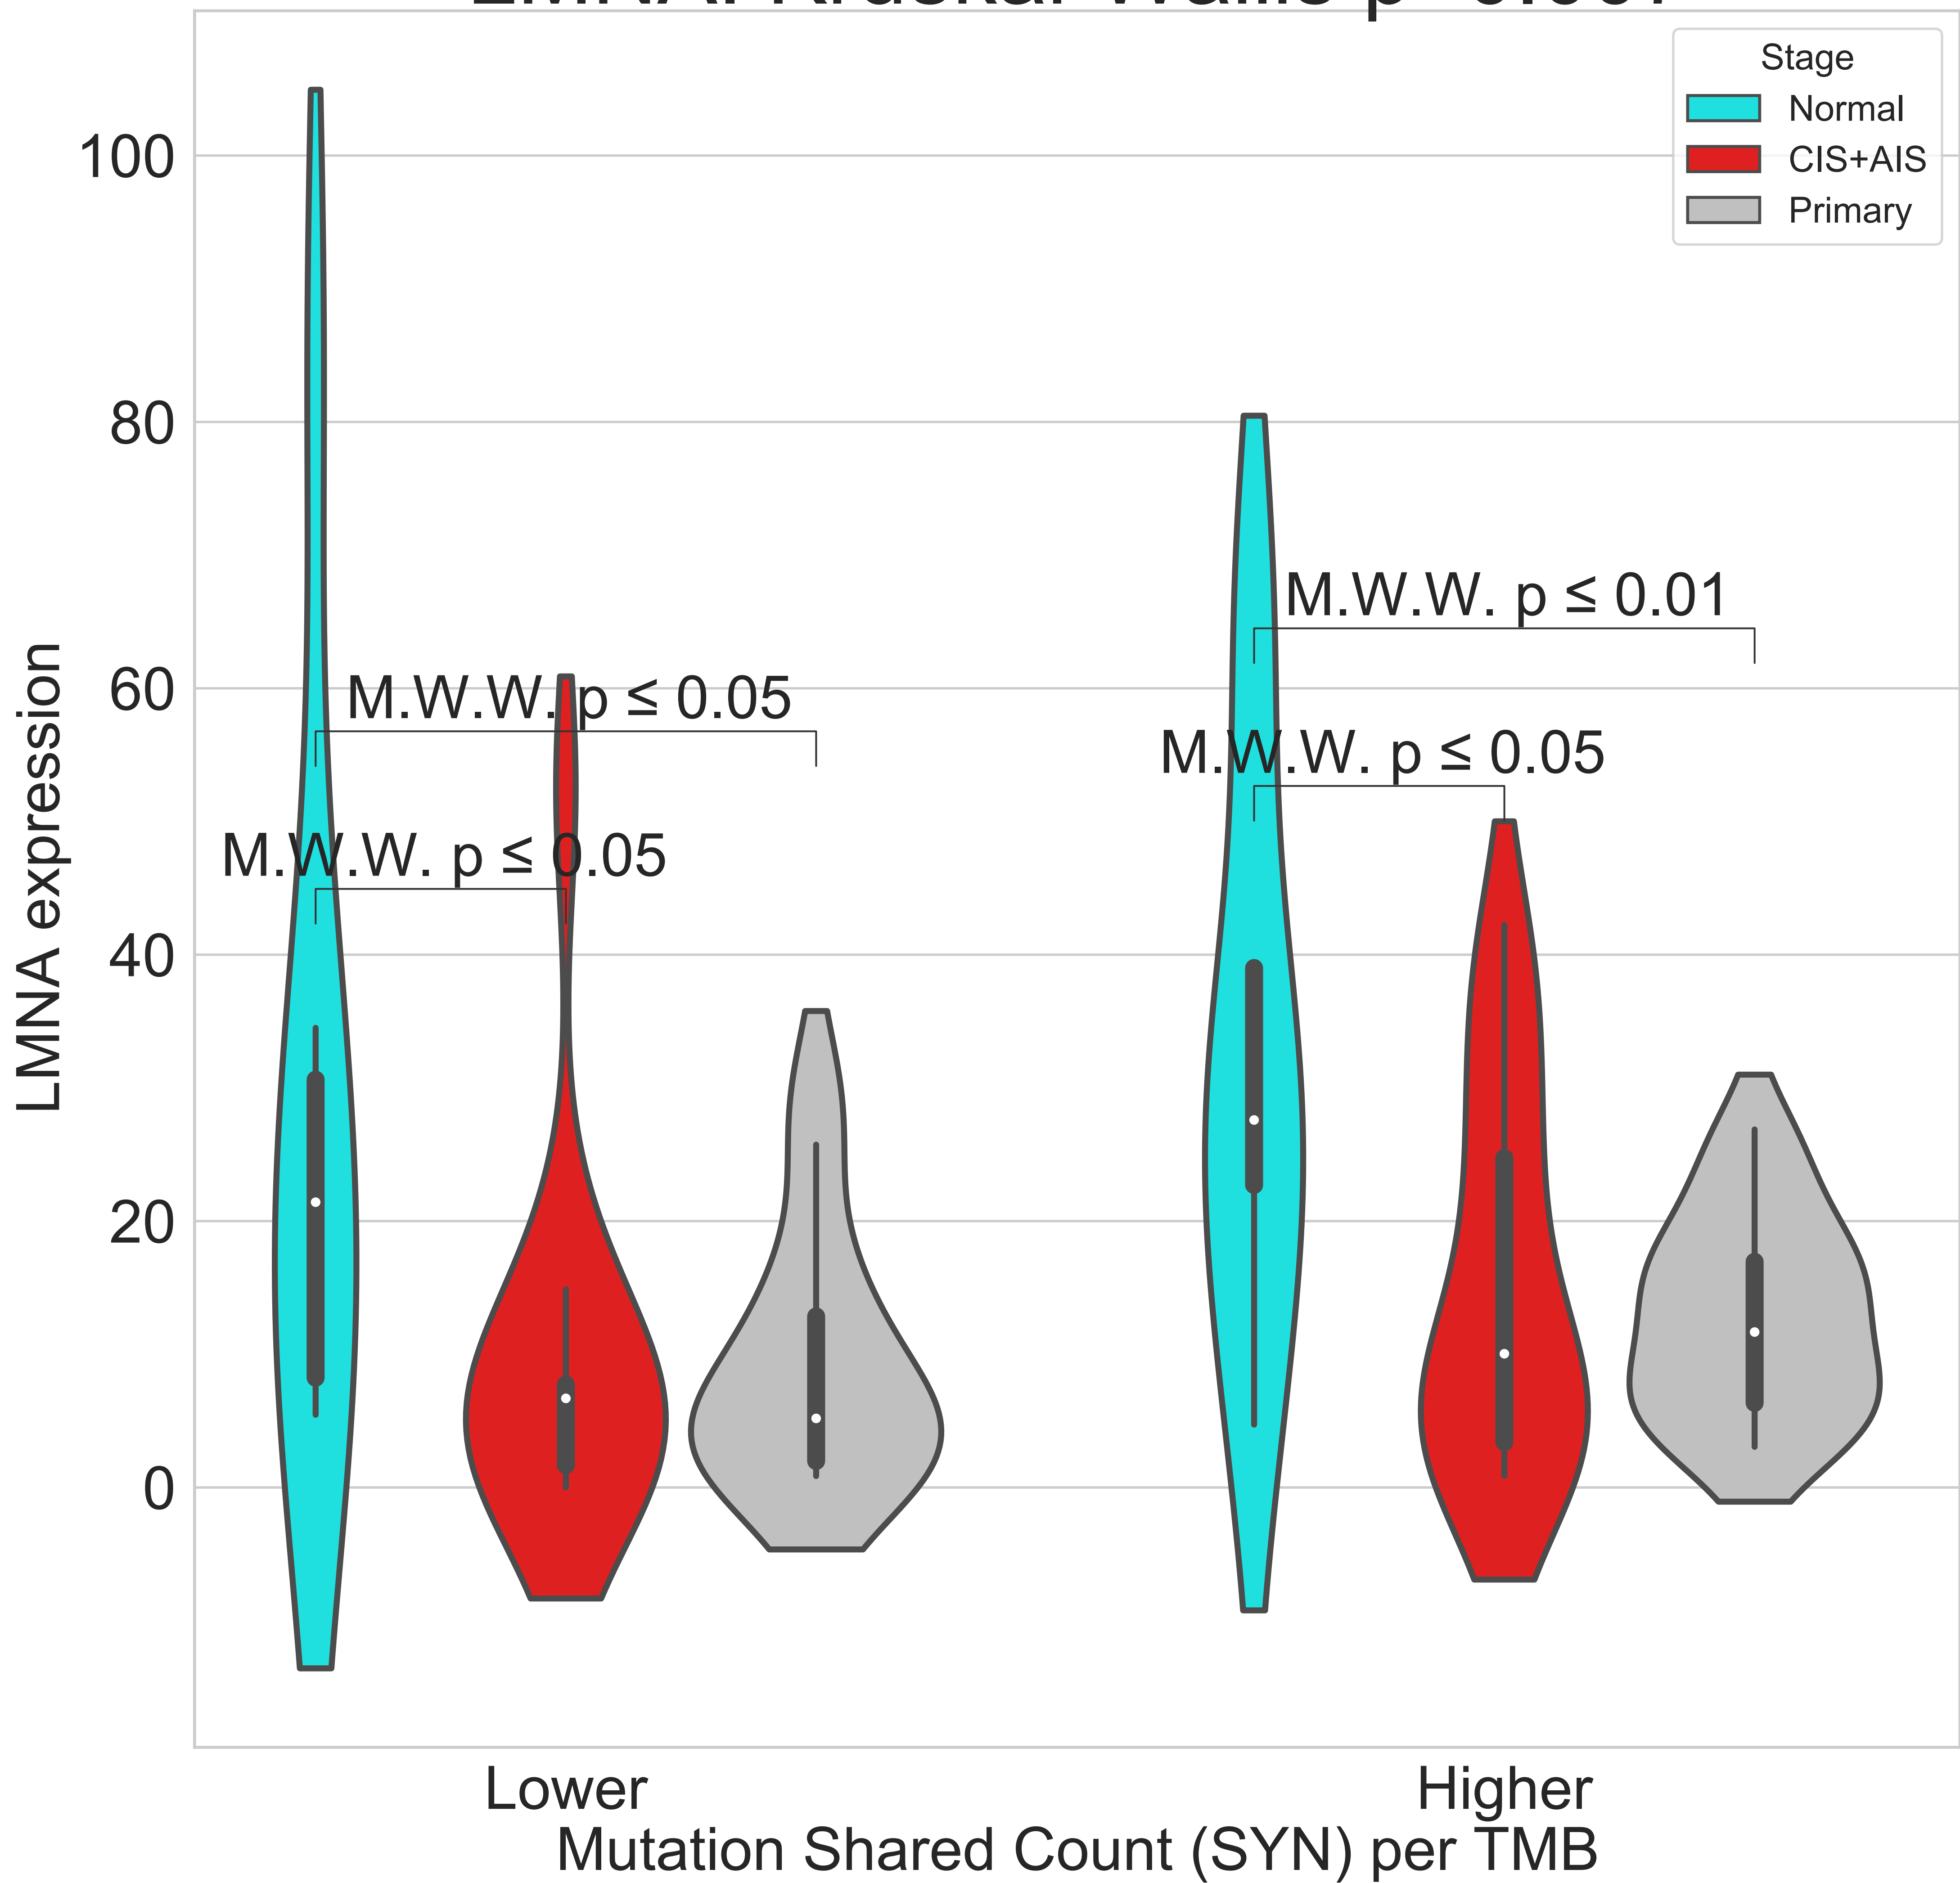 Stage
Normal
CIS+AIS
Primary
100
80
60
40
20
0
LMNA expression
M.W.W. p ≤ 0.01
M.W.W. p ≤ 0.05
M.W.W. p ≤ 0.05
M.W.W. p ≤ 0.05
Lower
Higher
Mutation Shared Count (SYN) per TMB